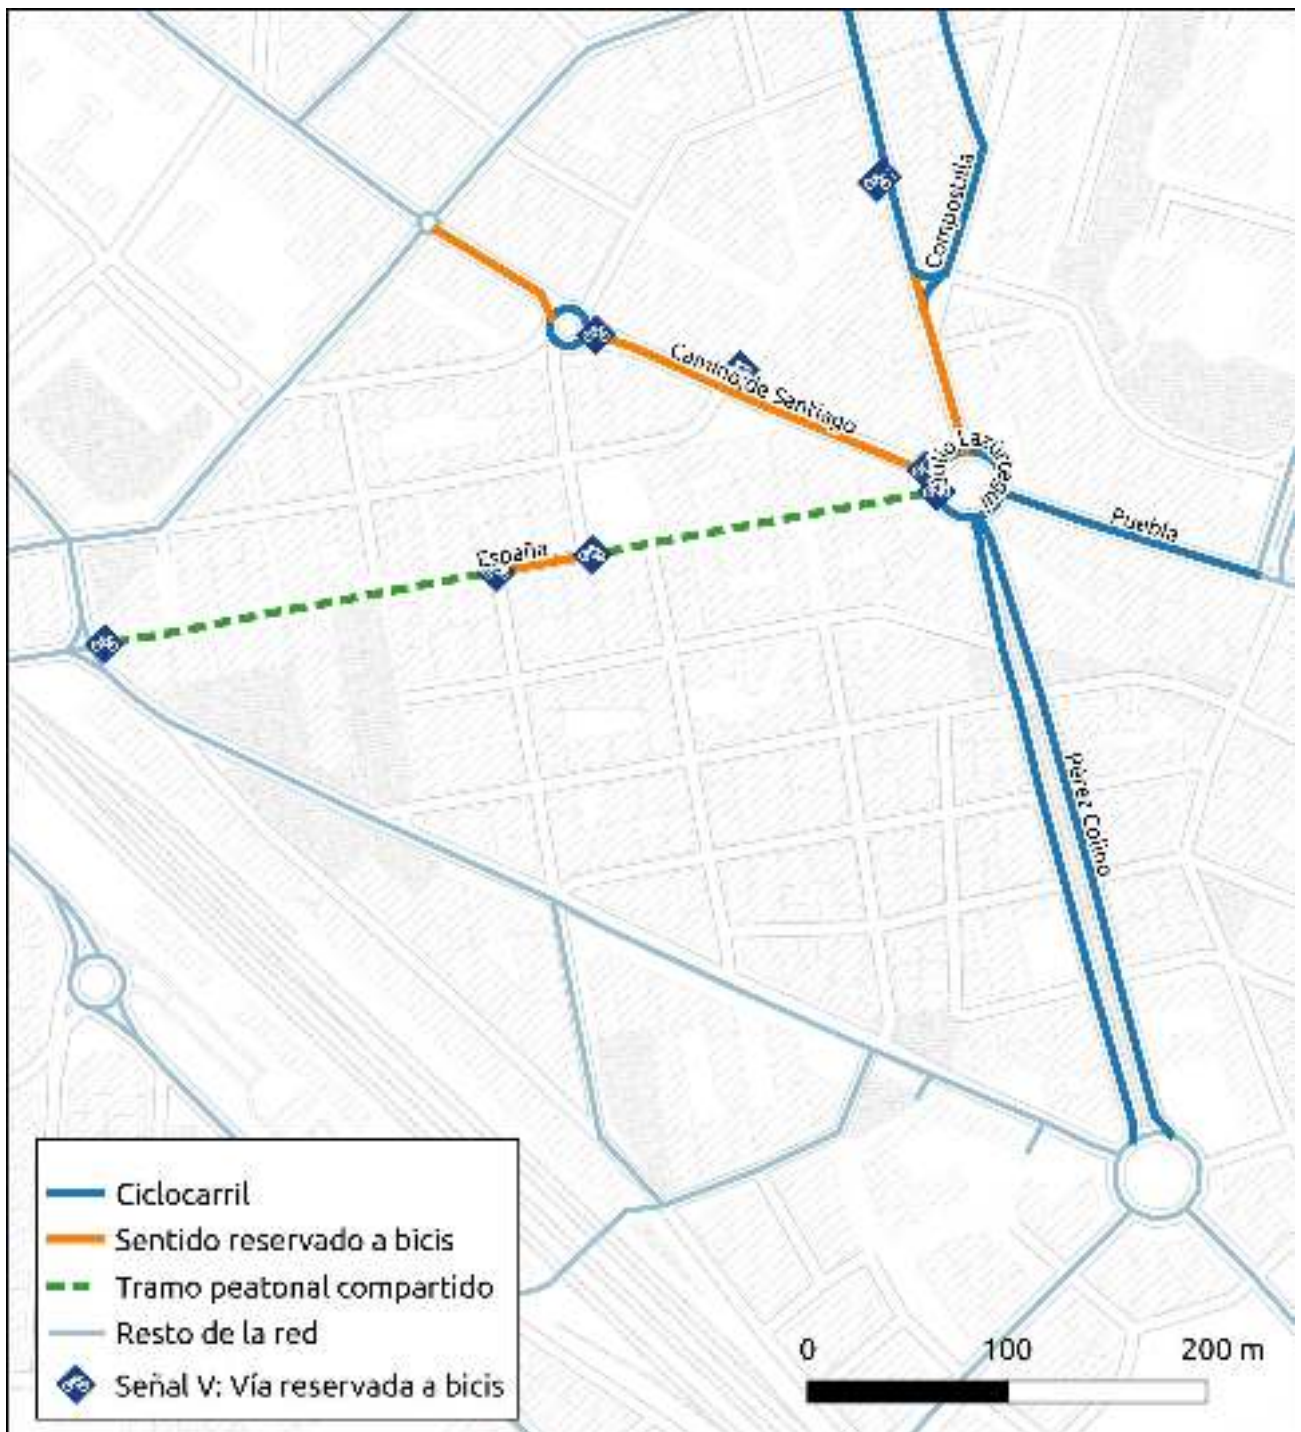 Compostilla
Camino de Santiago
Julio Lazúrtegui
Puebla
España
Pérez Colino
Ciclocarril
Sentido reservado a bicis
Tramo peatonal compartido
Resto de la red
Señal V: Vía reservada a bicis
0 100 200 m